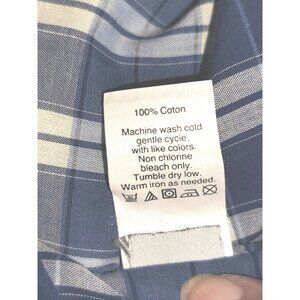 100% Coton
Machine wash cold
gentle cycle,
with like colors.
Non chlorine
bleach only.
Tumble dry low.
Warm iron as needed.